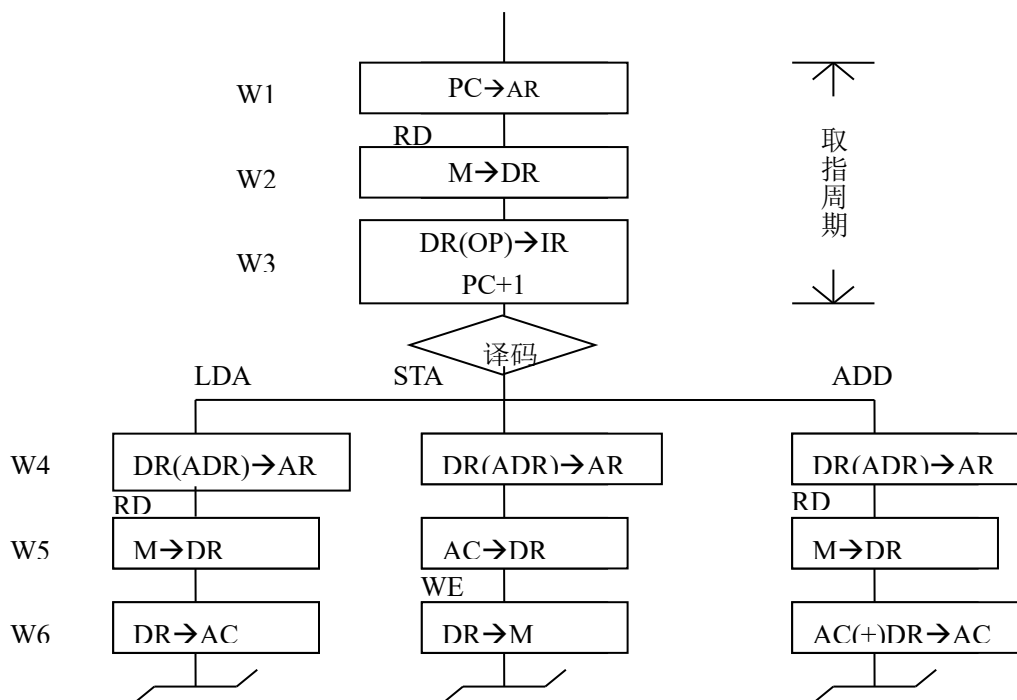 W1
PC→AR
RD
W2
M→DR
W3
DR(OP)→IR
PC+1
取指周期
译码
LDA
STA
ADD
W4
DR(ADR)→AR
DR(ADR)→AR
DR(ADR)→AR
RD
RD
W5
M→DR
AC→DR
M→DR
WE
W6
DR→AC
DR→M
AC(+)DR→AC